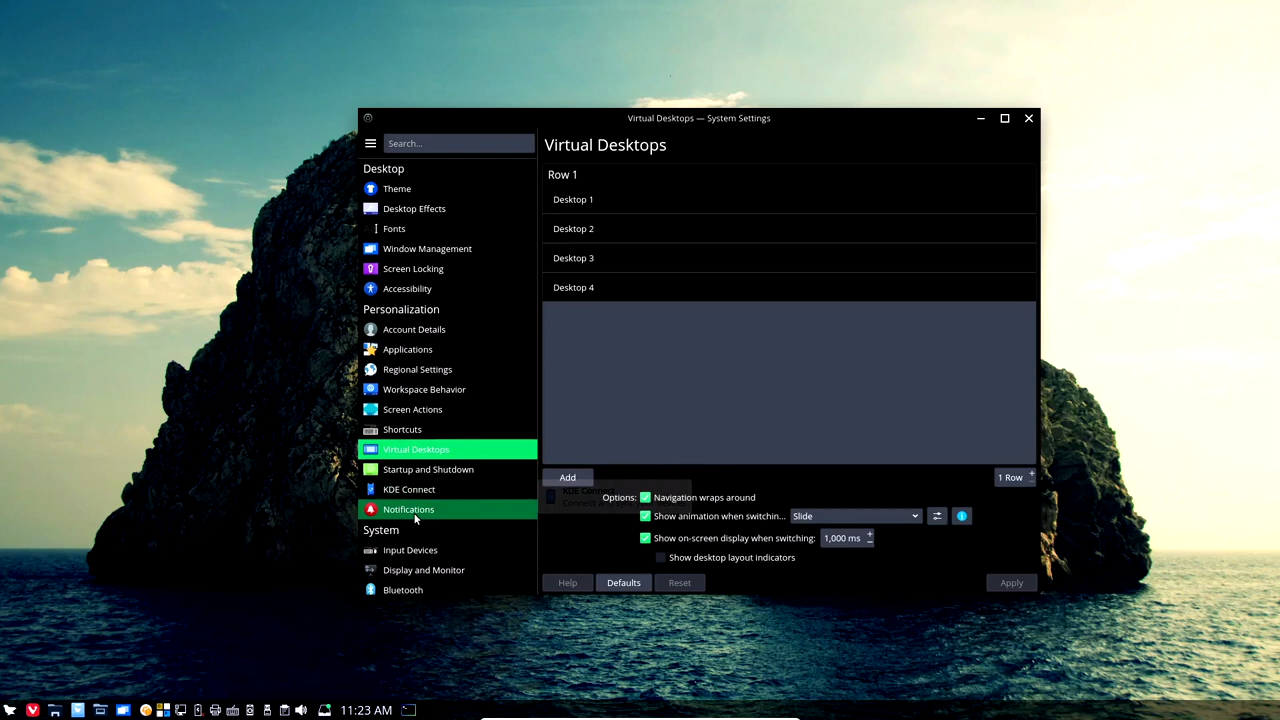 Virtual Desktops — System Settings
Search...
Virtual Desktops
Desktop
Theme
Desktop Effects
Fonts
Window Management
Screen Locking
Accessibility
Personalization
Account Details
Applications
Regional Settings
Workspace Behavior
Screen Actions
Shortcuts
Virtual Desktops
Startup and Shutdown
KDE Connect
Notifications
System
Input Devices
Display and Monitor
Bluetooth
Row 1
Desktop 1
Desktop 2
Desktop 3
Desktop 4
Add
1 Row
KDE Connect
Options:
Navigation wraps around
Show animation when switchin...
Slide
Show on-screen display when switching:
1,000 ms
Show desktop layout indicators
Help
Defaults
Reset
Apply
11:23 AM